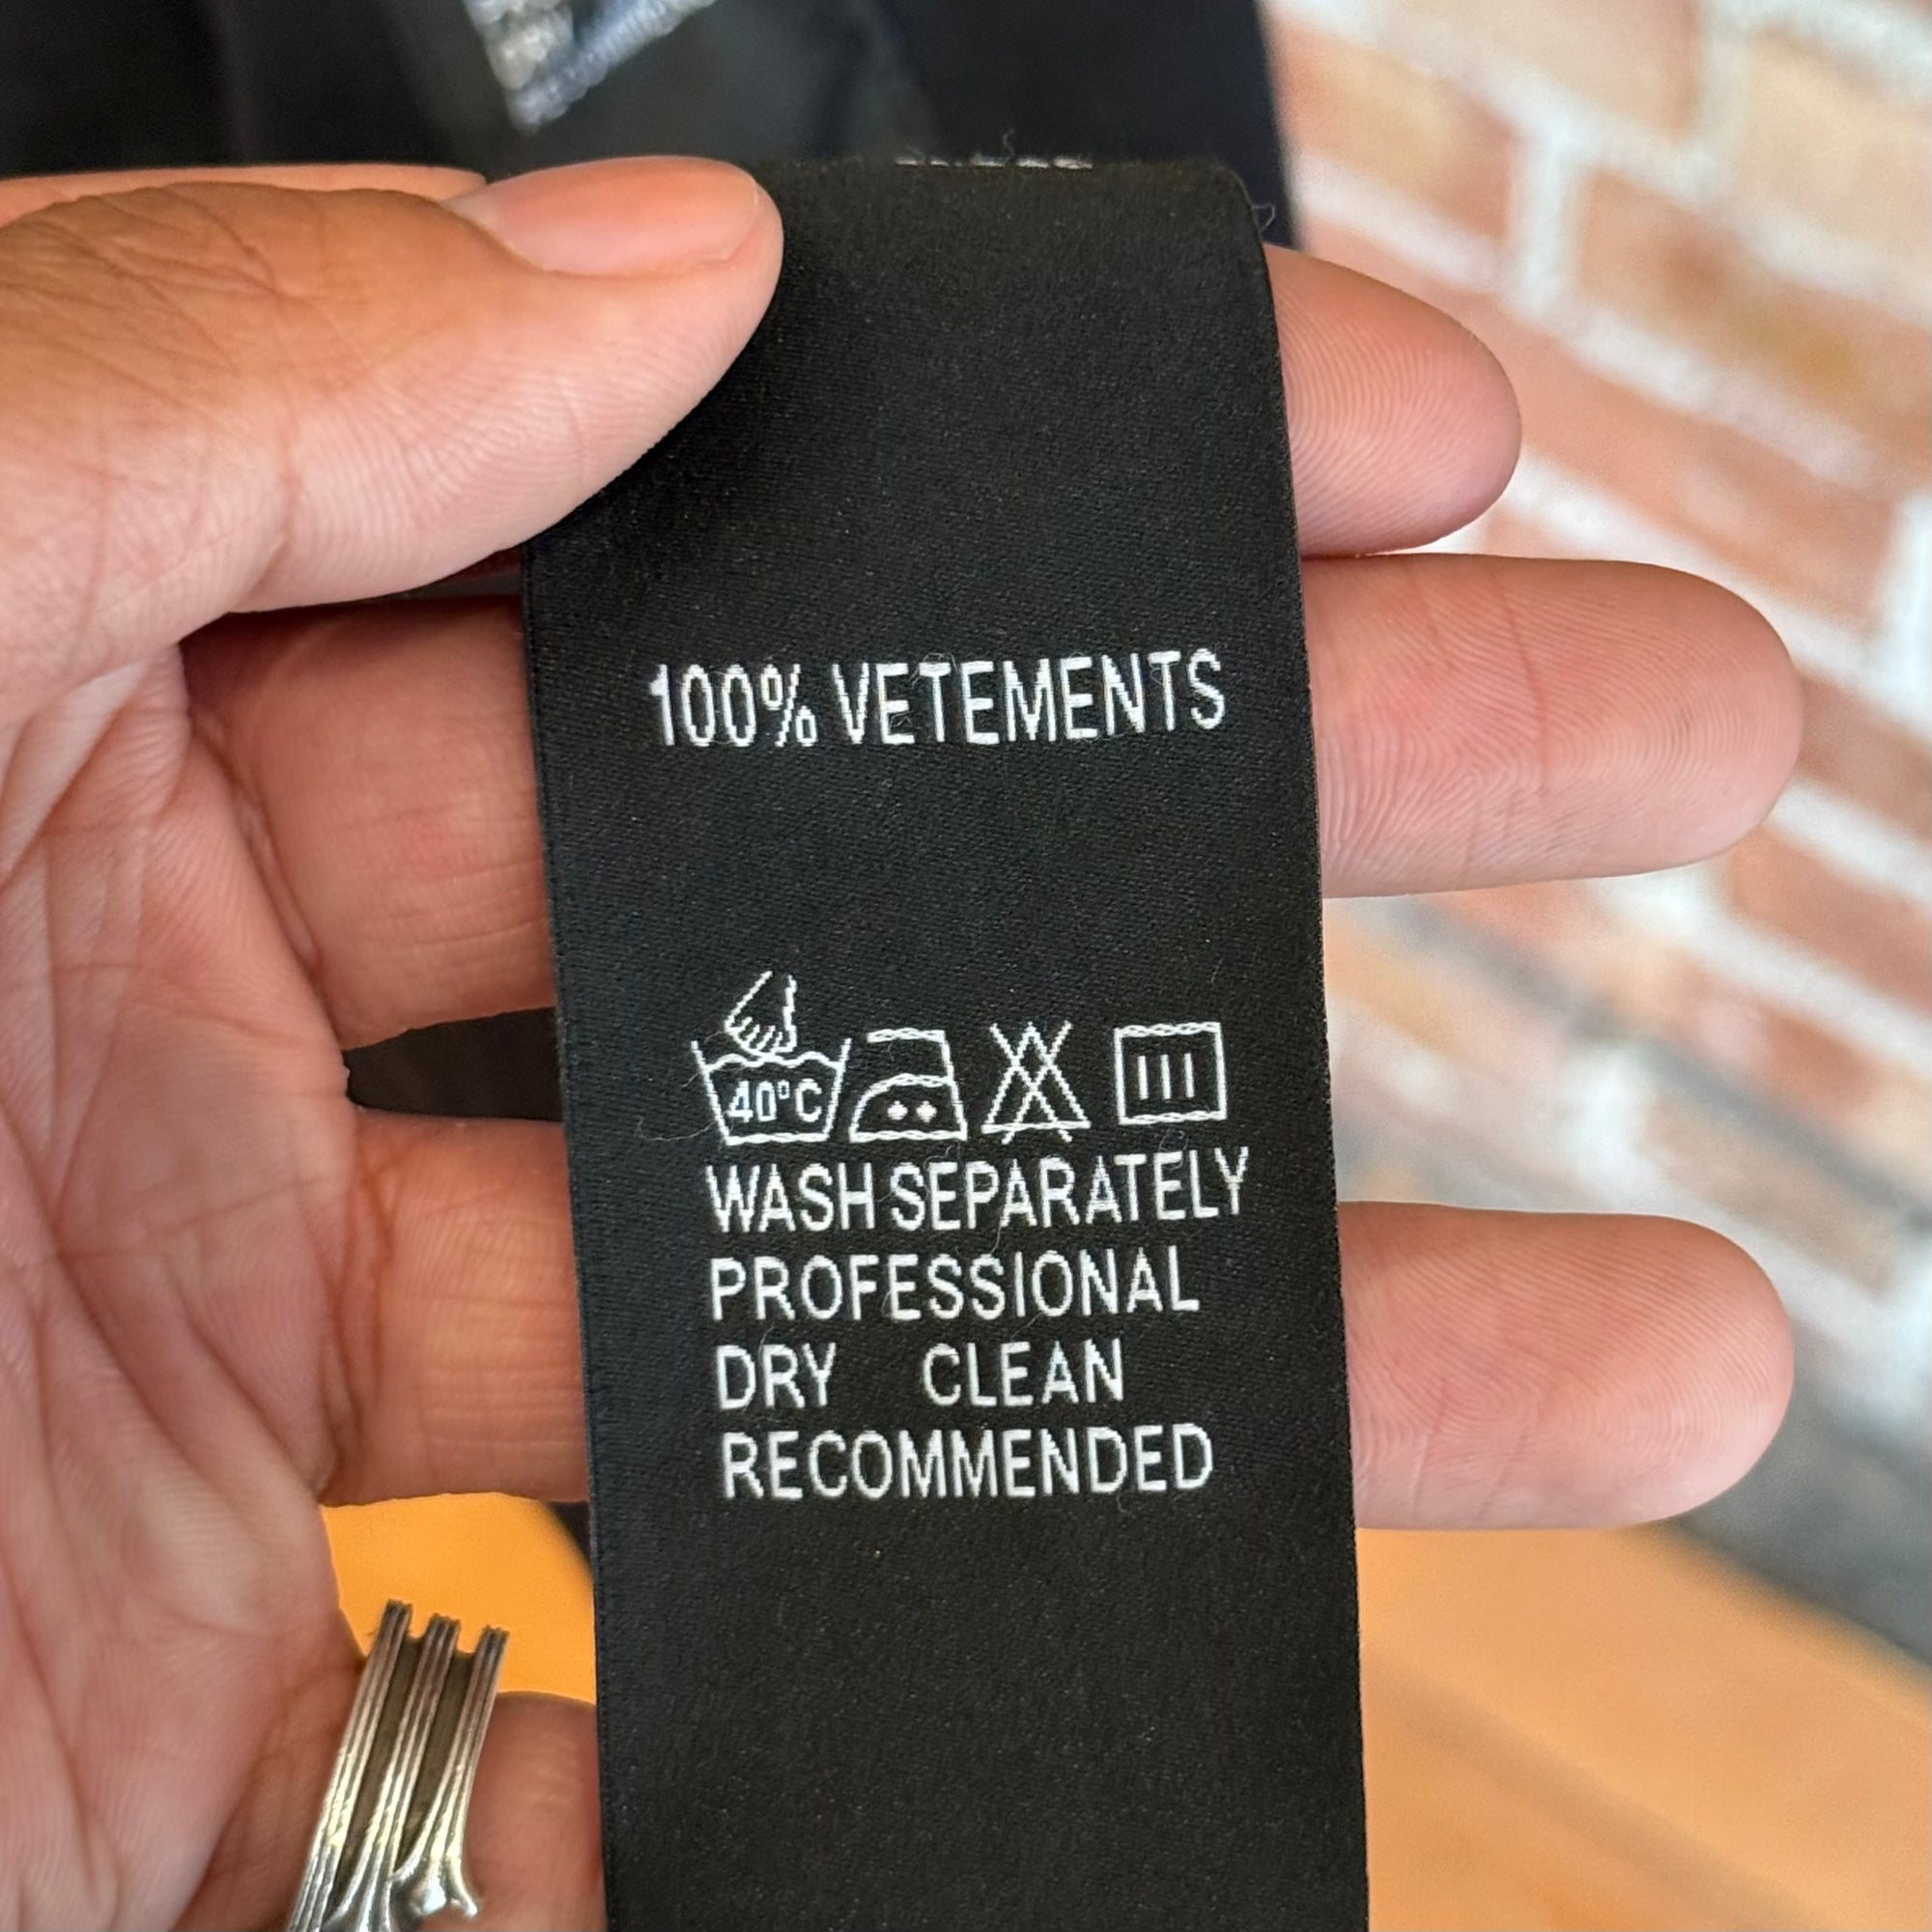 100% VETEMENTS
40°C
WASH SEPARATELY
PROFESSIONAL
DRY CLEAN
RECOMMENDED